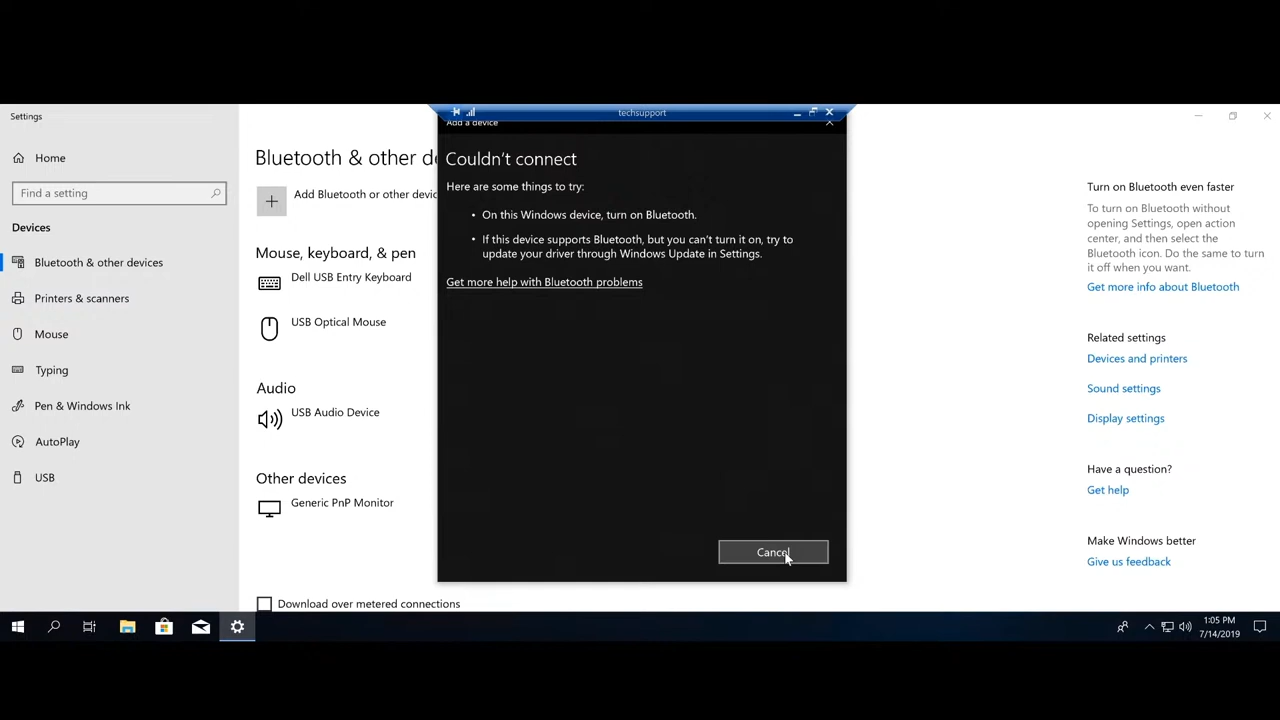 techsupport
Settings
Add a device
Home
Find a setting
Devices
Bluetooth & other devices
Printers & scanners
Mouse
Typing
Pen & Windows Ink
AutoPlay
USB
Bluetooth & other de
Add Bluetooth or other devic
Mouse, keyboard, & pen
Dell USB Entry Keyboard
USB Optical Mouse
Audio
USB Audio Device
Other devices
Generic PnP Monitor
Download over metered connections
Couldn't connect
Here are some things to try:
• On this Windows device, turn on Bluetooth.
• If this device supports Bluetooth, but you can't turn it on, try to
update your driver through Windows Update in Settings.
Get more help with Bluetooth problems
Cancel
Turn on Bluetooth even faster
To turn on Bluetooth without
opening Settings, open action
center, and then select the
Bluetooth icon. Do the same to turn
it off when you want.
Get more info about Bluetooth
Related settings
Devices and printers
Sound settings
Display settings
Have a question?
Get help
Make Windows better
Give us feedback
1:05 PM
7/14/2019